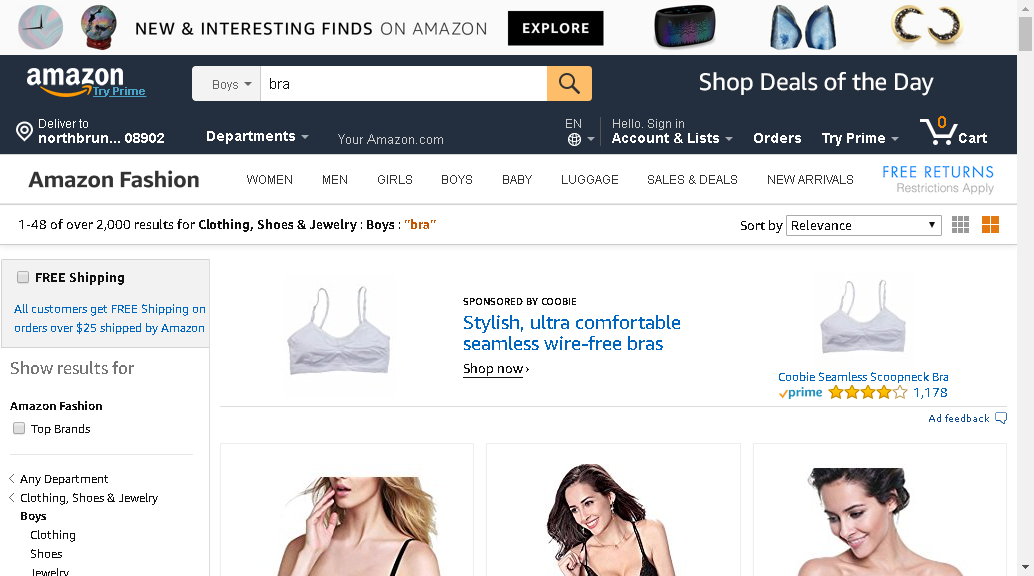 NEW & INTERESTING FINDS ON AMAZON
EXPLORE
amazon
Try Prime
Boys
bra
Shop Deals of the Day
Deliver to
northbrun... 08902
Departments
Your Amazon.com
EN
Hello. Sign in
Account & Lists
Orders
Try Prime
0
Cart
Amazon Fashion
WOMEN
MEN
GIRLS
BOYS
BABY
LUGGAGE
SALES & DEALS
NEW ARRIVALS
FREE RETURNS
Restrictions Apply
1-48 of over 2,000 results for Clothing, Shoes & Jewelry : Boys : "bra"
Sort by
Relevance
FREE Shipping
All customers get FREE Shipping on
orders over $25 shipped by Amazon
Show results for
Amazon Fashion
Top Brands
Any Department
Clothing, Shoes & Jewelry
Boys
Clothing
Shoes
Jewelry
SPONSORED BY COOBIE
Stylish, ultra comfortable
seamless wire-free bras
Shop now ›
Coobie Seamless Scoopneck Bra
prime
1,178
Ad feedback